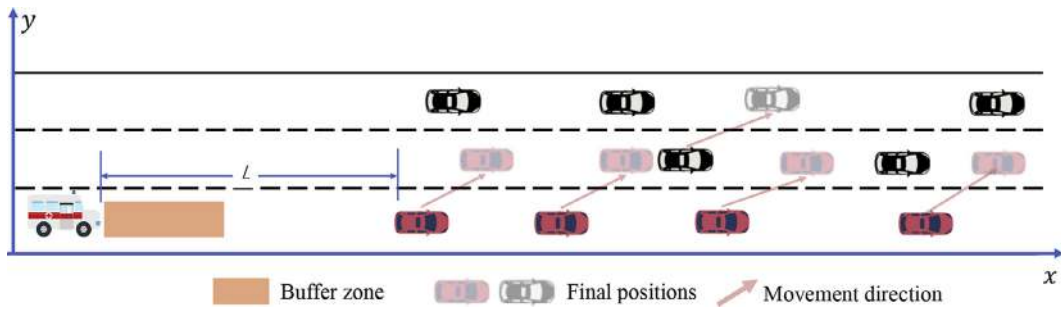 y
L
x
Buffer zone
Final positions
Movement direction